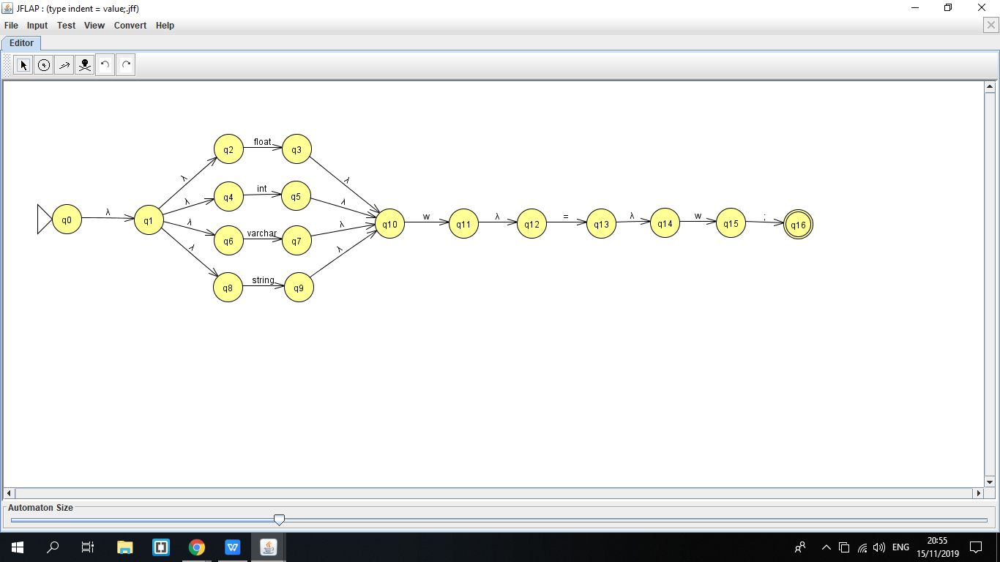 JFLAP : (type indent = value;.jff)
File Input Test View Convert Help
Editor
q0 λ q1
λ q2 float q3 λ
λ q4 int q5 λ
λ q6 varchar q7 λ
λ q8 string q9 λ
q10 w q11 λ q12 = q13 λ q14 w q15 ; q16
Automaton Size
W
ENG
20:55
15/11/2019